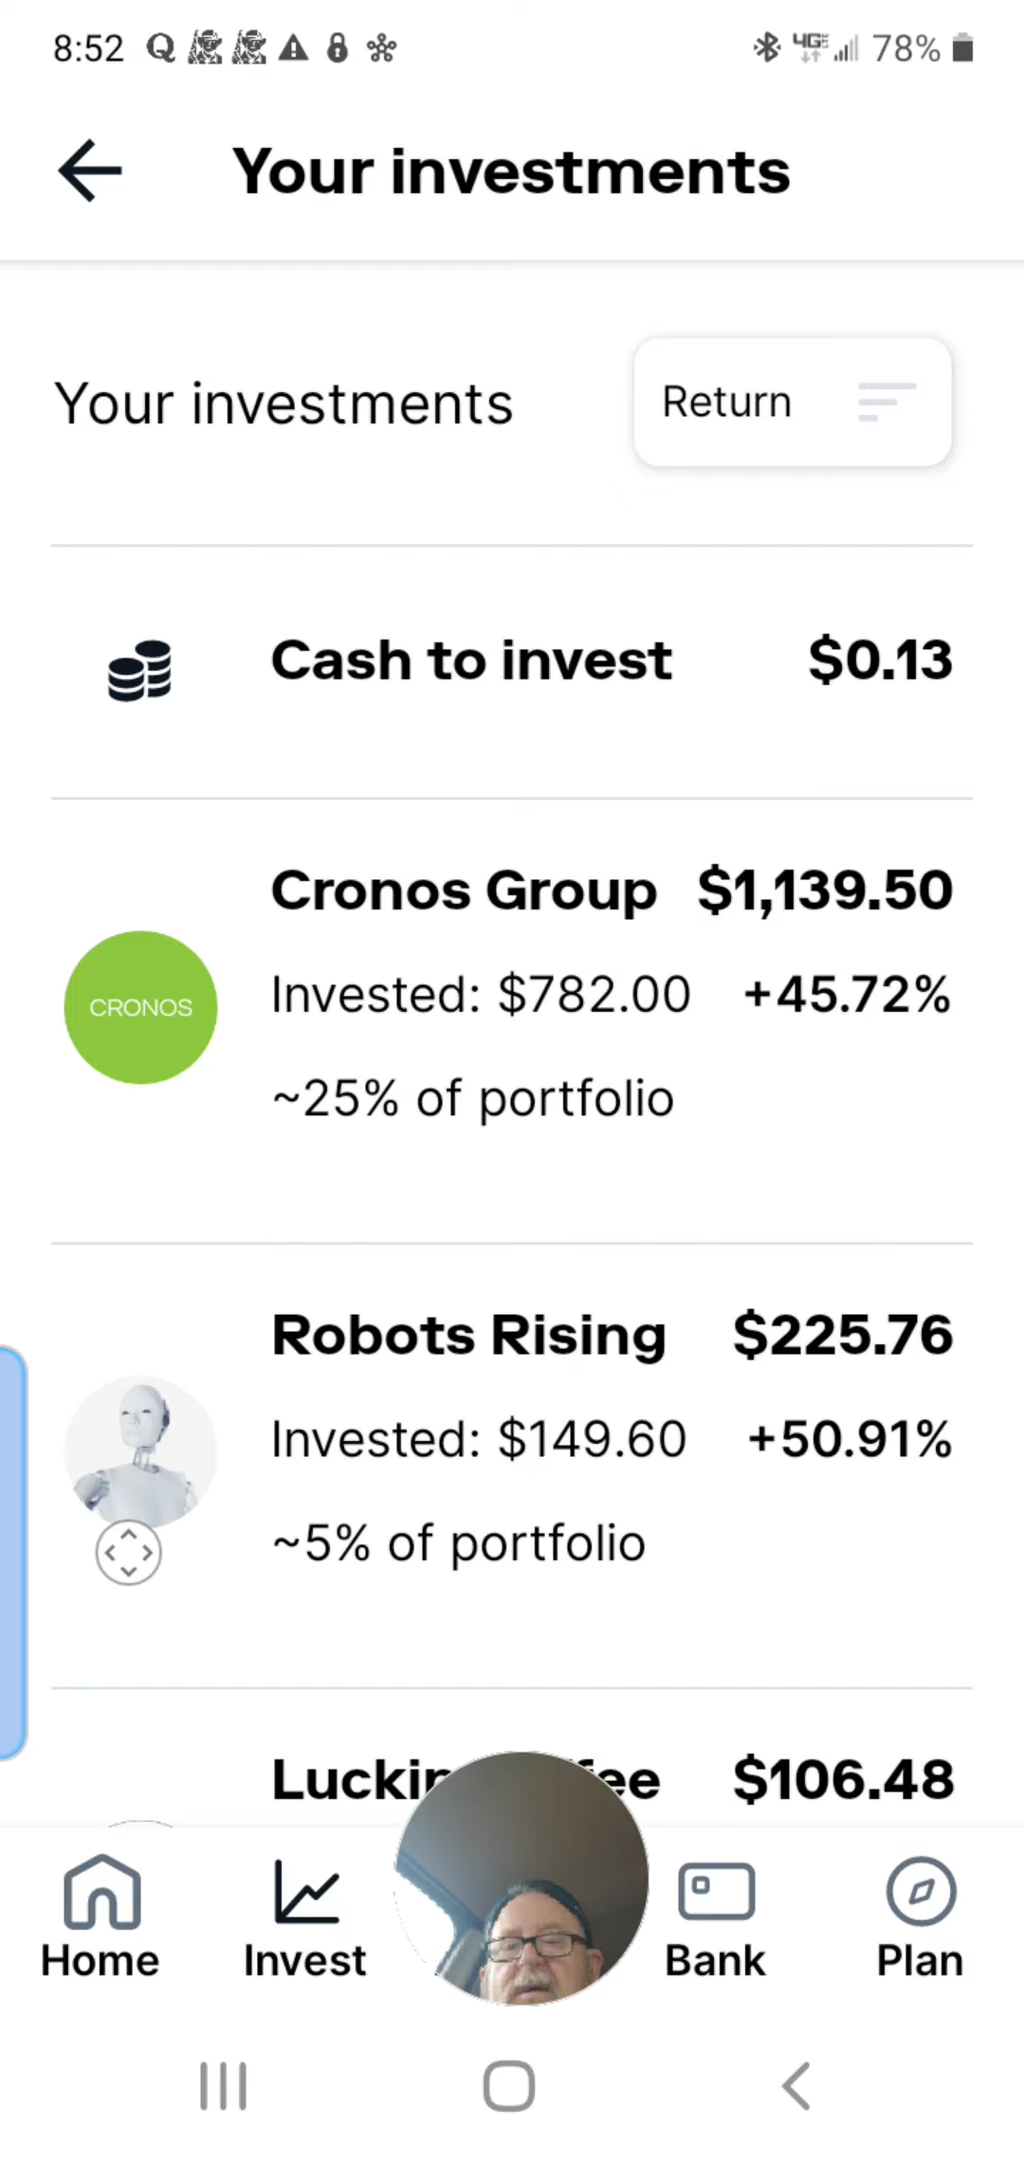 8:52 Q 4GE 78%
Your investments
Your investments Return
Cash to invest $0.13
Cronos Group $1,139.50
CRONOS
Invested: $782.00 +45.72%
~25% of portfolio
Robots Rising $225.76
Invested: $149.60 +50.91%
~5% of portfolio
$106.48
Home Invest Bank Plan